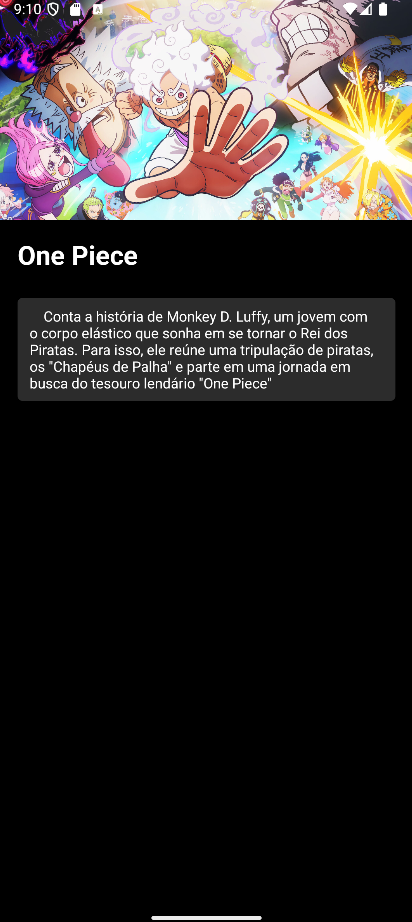 9:10
One Piece
Conta a história de Monkey D. Luffy, um jovem com
o corpo elástico que sonha em se tornar o Rei dos
Piratas. Para isso, ele reúne uma tripulação de piratas,
os "Chapéus de Palha" e parte em uma jornada em
busca do tesouro lendário "One Piece"